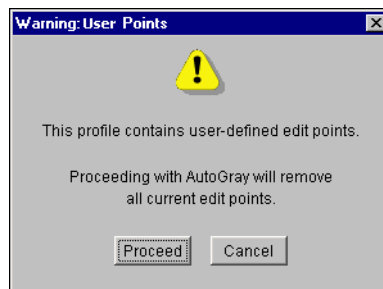 Warning: User Points
This profile contains user-defined edit points.
Proceeding with AutoGray will remove
all current edit points.
Proceed
Cancel